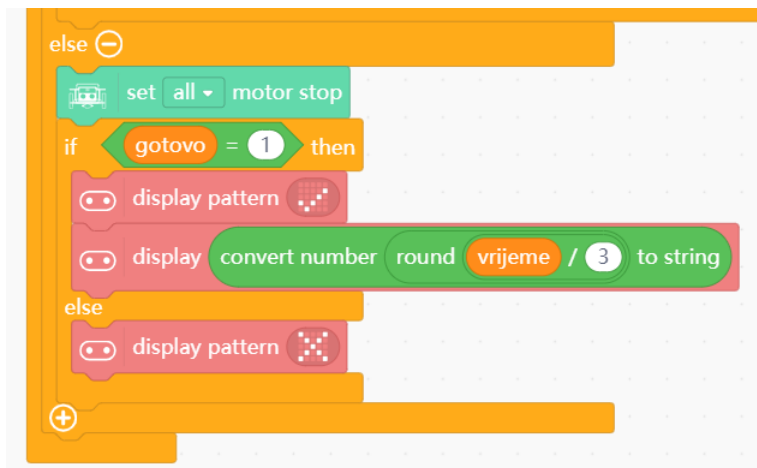 else
set all motor stop
if gotovo = 1 then
display pattern
display convert number round vrijeme / 3 to string
else
display pattern